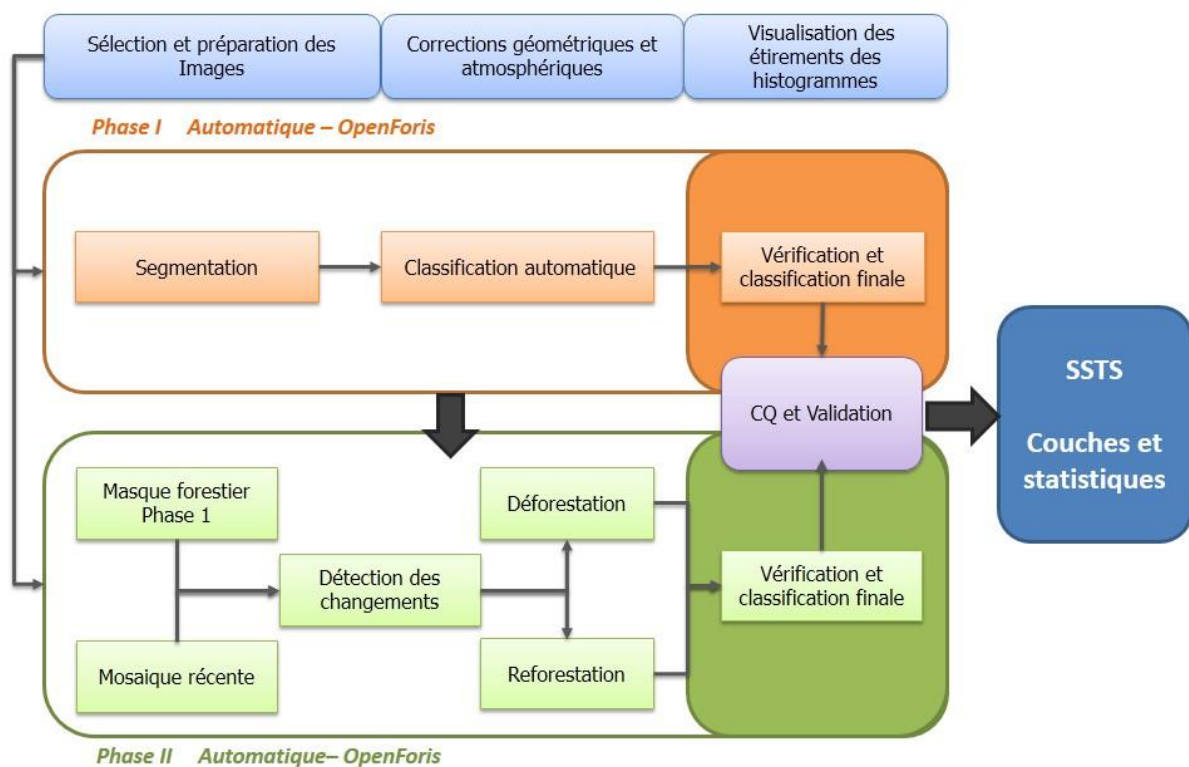 Sélection et préparation des
Images
Corrections géométriques et
atmosphériques
Visualisation des
étirements des
histogrammes
Phase I Automatique – OpenForis
Segmentation
Classification automatique
Vérification et
classification finale
CQ et Validation
SSTS
Couches et
statistiques
Masque forestier
Phase 1
Mosaique récente
Détection des
changements
Déforestation
Reforestation
Vérification et
classification finale
Phase II Automatique– OpenForis